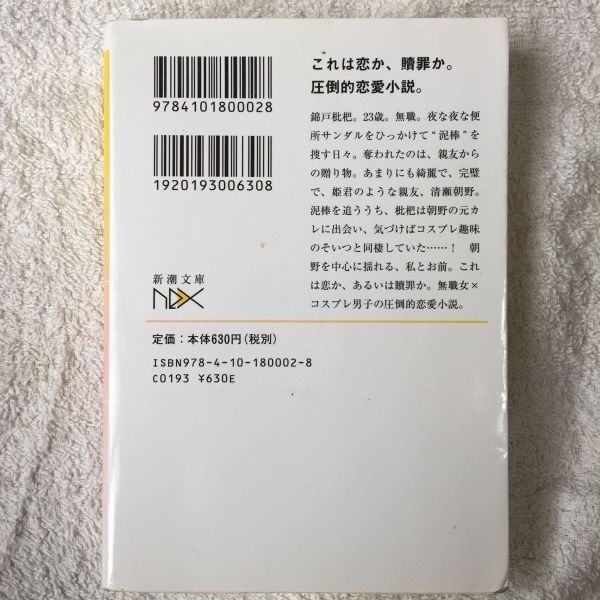 これは恋か、贖罪か。
圧倒的恋愛小説。
錦戸枇杷。23歳。無職。夜な夜な便
所サンダルをひっかけて“泥棒”を
捜す日々。奪われたのは、親友から
の贈り物。あまりにも綺麗で、完璧
で、姫君のような親友、清瀬朝野。
泥棒を追ううち、枇杷は朝野の元カ
レに出会い、気づけばコスプレ趣味
のそいつと同棲していた……！ 朝
野を中心に揺れる、私とお前。これ
は恋か、あるいは贖罪か。無職女×
コスプレ男子の圧倒的恋愛小説。
9784101800028
1920193006308
新潮文庫
nex
定価：本体630円（税別）
ISBN978-4-10-180002-8
C0193 ¥630E